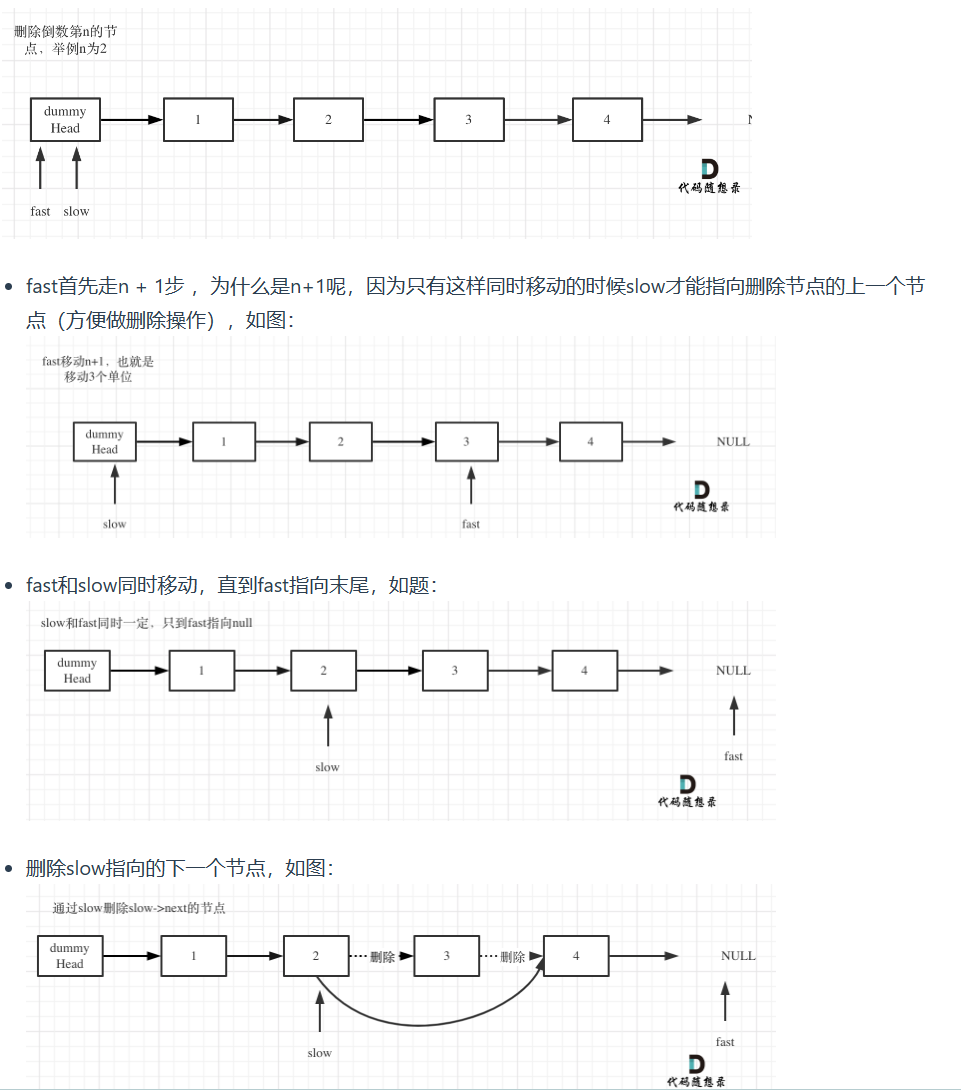 删除倒数第n的节
点，举例n为2
dummy
Head
1
2
3
4
fast
slow
代码随想录
fast首先走n + 1步 ，为什么是n+1呢，因为只有这样同时移动的时候slow才能指向删除节点的上一个节
点（方便做删除操作），如图：
fast移动n+1，也就是
移动3个单位
dummy
Head
1
2
3
4
NULL
slow
fast
代码随想录
fast和slow同时移动，直到fast指向末尾，如题：
slow和fast同时一定，只到fast指向null
dummy
Head
1
2
3
4
NULL
slow
fast
代码随想录
删除slow指向的下一个节点，如图：
通过slow删除slow->next的节点
dummy
Head
1
2
删除
3
删除
4
NULL
slow
fast
代码随想录